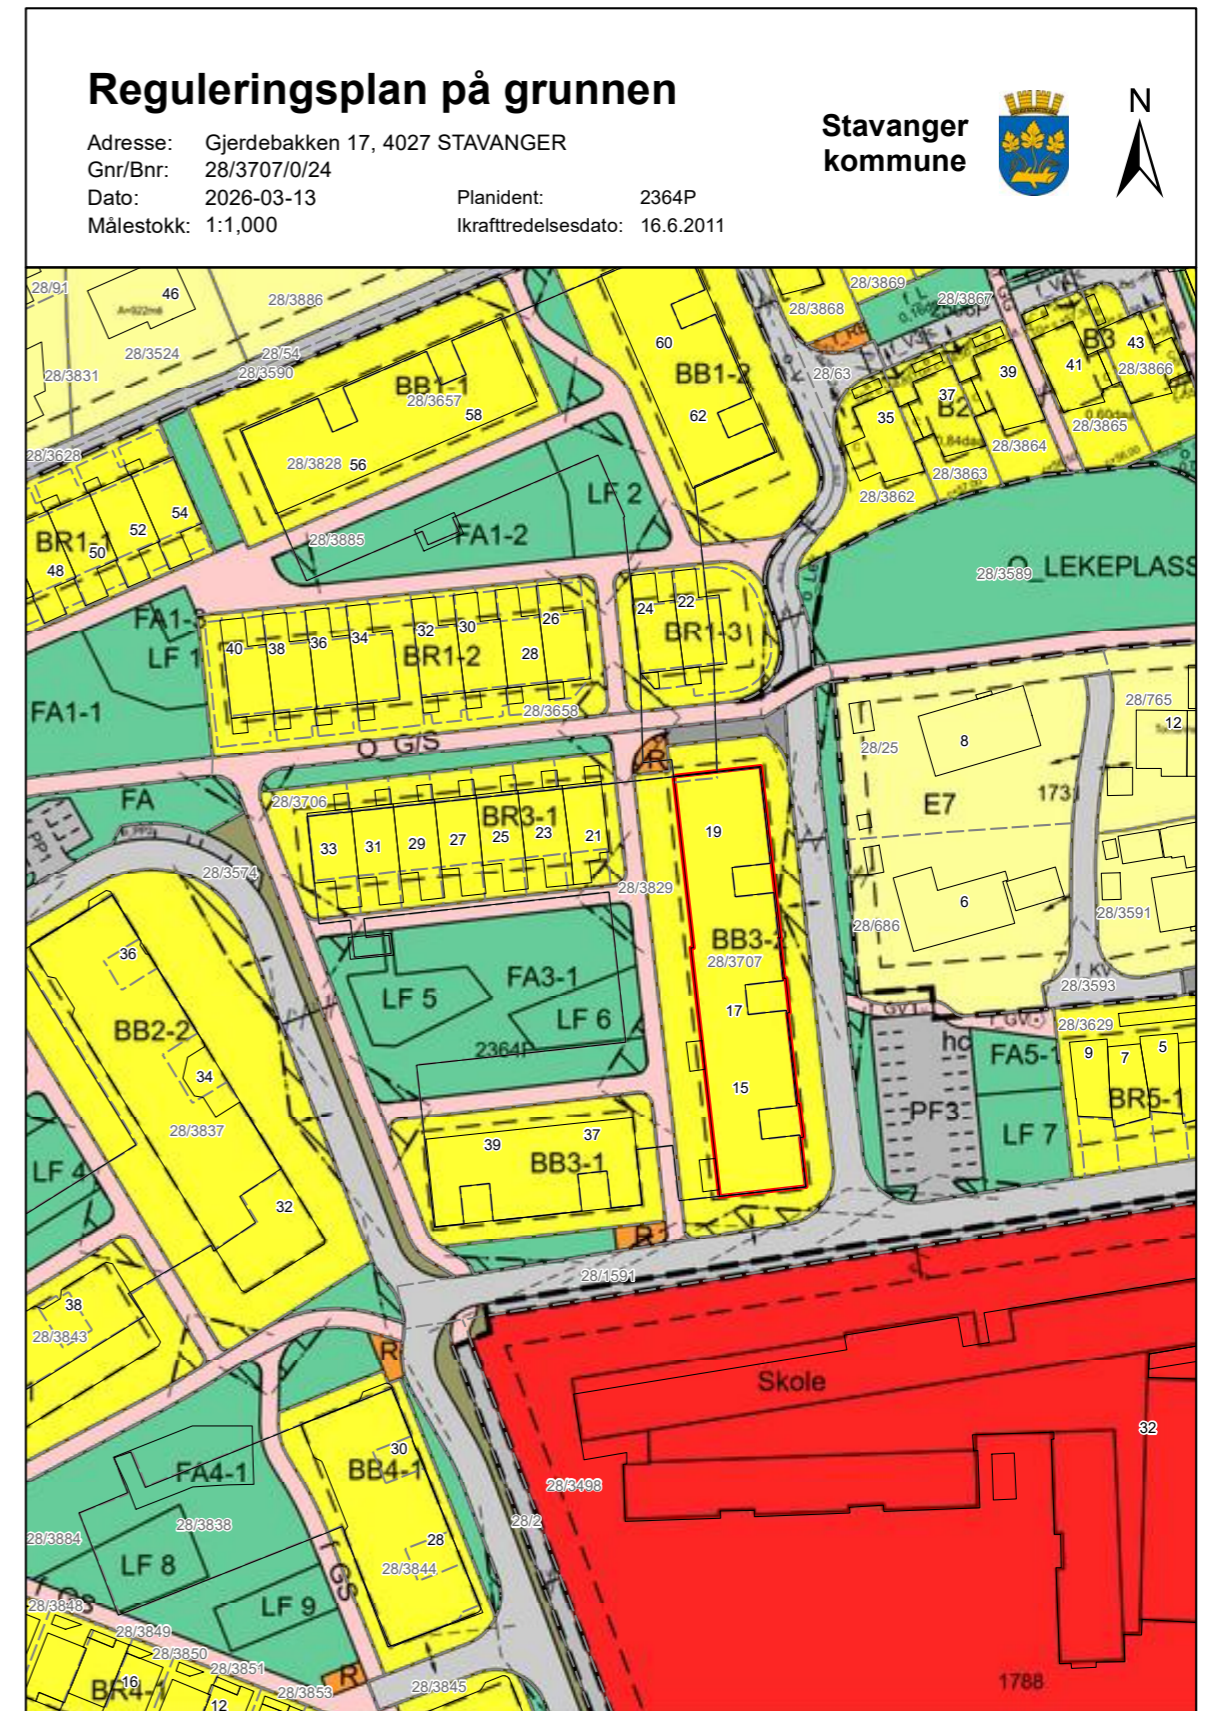 Reguleringsplan på grunnen
Adresse: Gjerdebakken 17, 4027 STAVANGER
Gnr/Bnr: 28/3707/0/24
Dato: 2026-03-13
Planident: 2364P
Målestokk: 1:1,000
Ikrafttredelsesdato: 16.6.2011
Stavanger
kommune
N
28/91
46
28/3886
A=922m6
28/3524
28/54
28/3590
28/3831
BB1-1
28/3657
58
60
BB1-2
62
28/3869
28/3868
28/3867
28/63
B3
43
41
28/3866
39
37
35
B2
0.60daa
28/3865
0.84daa
28/3864
28/3863
28/3862
28/3628
28/3828
56
LF 2
54
52
BR1-1
50
48
28/3885
FA1-2
28/3589
O_LEKEPLASS
FA1-3
LF 1
FA1-1
40
38
36
34
32
30
26
28
BR1-2
24
22
BR1-3
28/3658
O_G/S
28/765
12
28/25
8
E7
173
R
FA
PP1
28/3706
BR3-1
33
31
29
27
25
23
21
19
28/3574
28/3829
6
28/686
28/3591
BB3-2
28/3707
36
FA3-1
LF 5
LF 6
17
f_KV
28/3593
BB2-2
2364P
28/3629
hc
FA5-1
9
7
5
34
15
PF3
BR5-1
28/3837
39
37
BB3-1
LF 7
LF 4
32
R
28/1591
38
28/3843
R
Skole
32
30
BB4-1
FA4-1
28/3498
28/3838
28/2
28/3884
28
LF 8
28/3844
f_GS
LF 9
28/3848
28/3849
28/3850
28/3851
R
28/3853
28/3845
BR4-1
16
12
1788